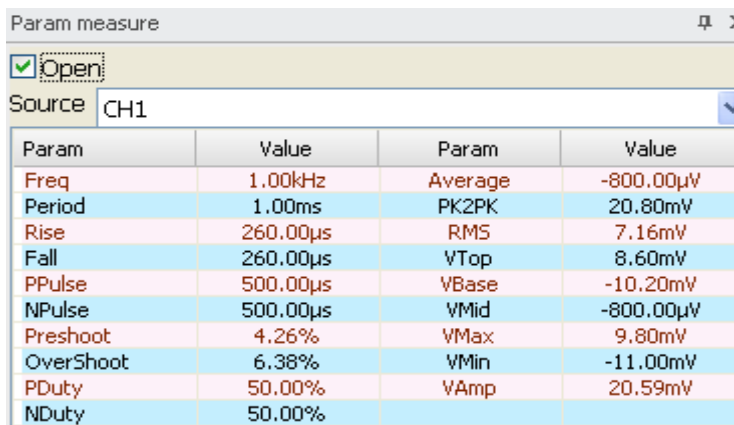 Param measure
Open
Source CH1
Param Value Param Value
Freq 1.00kHz Average -800.00µV
Period 1.00ms PK2PK 20.80mV
Rise 260.00µs RMS 7.16mV
Fall 260.00µs VTop 8.60mV
PPulse 500.00µs VBase -10.20mV
NPulse 500.00µs VMid -800.00µV
Preshoot 4.26% VMax 9.80mV
OverShoot 6.38% VMin -11.00mV
PDuty 50.00% VAmp 20.59mV
NDuty 50.00%